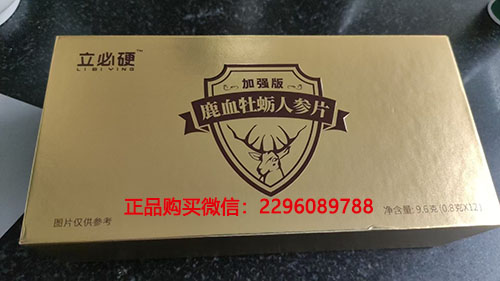 立必硬™
LI BI YING
加强版
鹿血牡蛎人参片
正品购买微信：2296089788
净含量: 9.6克(0.8克X12)
图片仅供参考